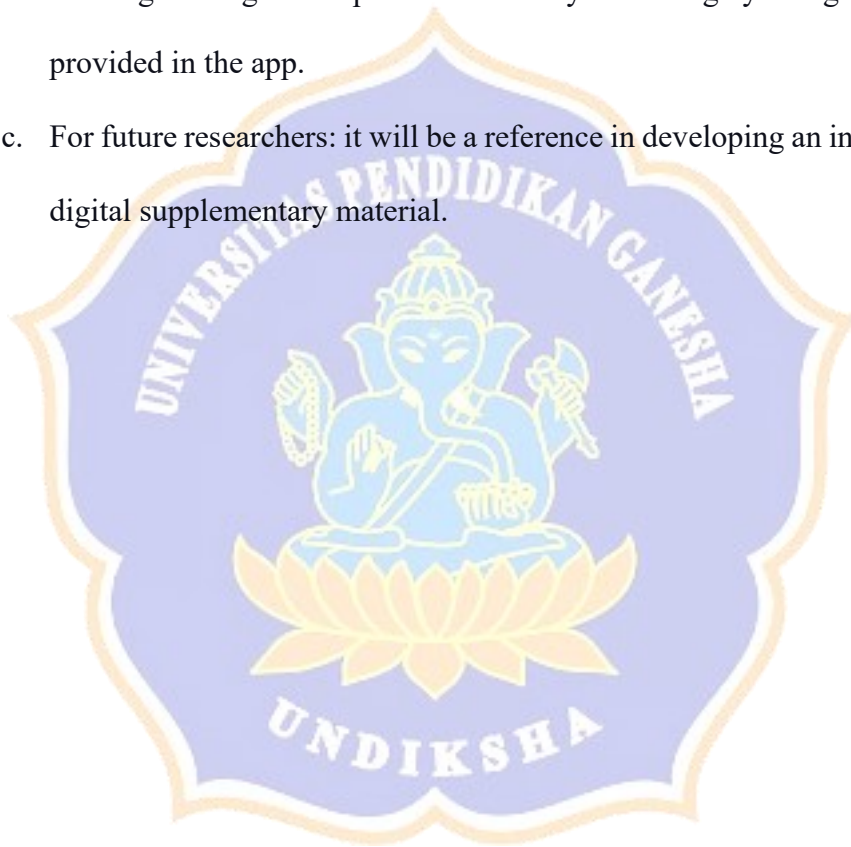 provided in the app.
c. For future researchers: it will be a reference in developing an in
digital supplementary material.
UNIVERSITAS PENDIDIKAN GANESHA
UNDIKSHA